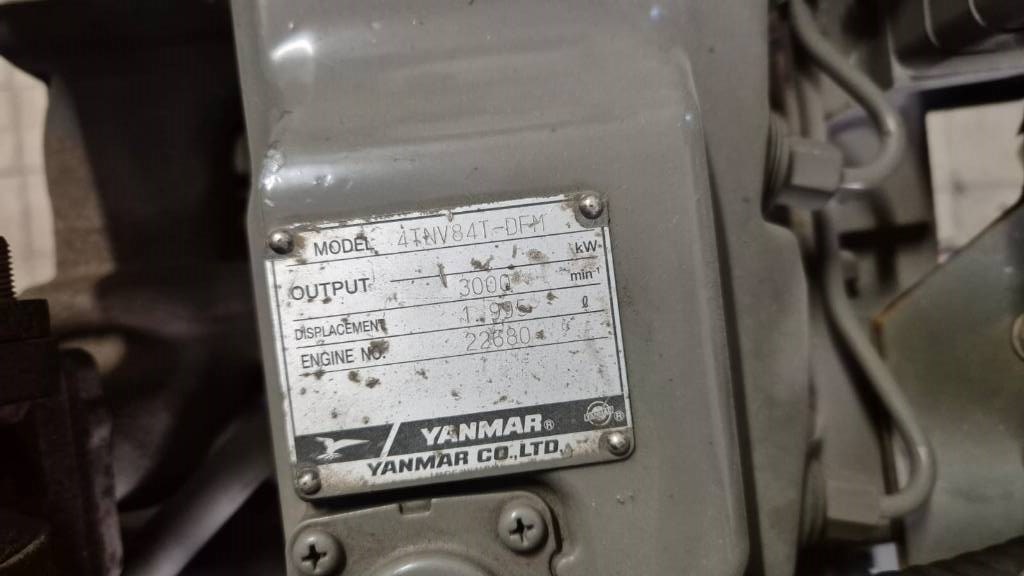 MODEL 4TNV84T-DFM
kW
OUTPUT 3000 min⁻¹
DISPLACEMENT 1.995 ℓ
ENGINE NO. 22680
YANMAR®
®
YANMAR CO.,LTD.